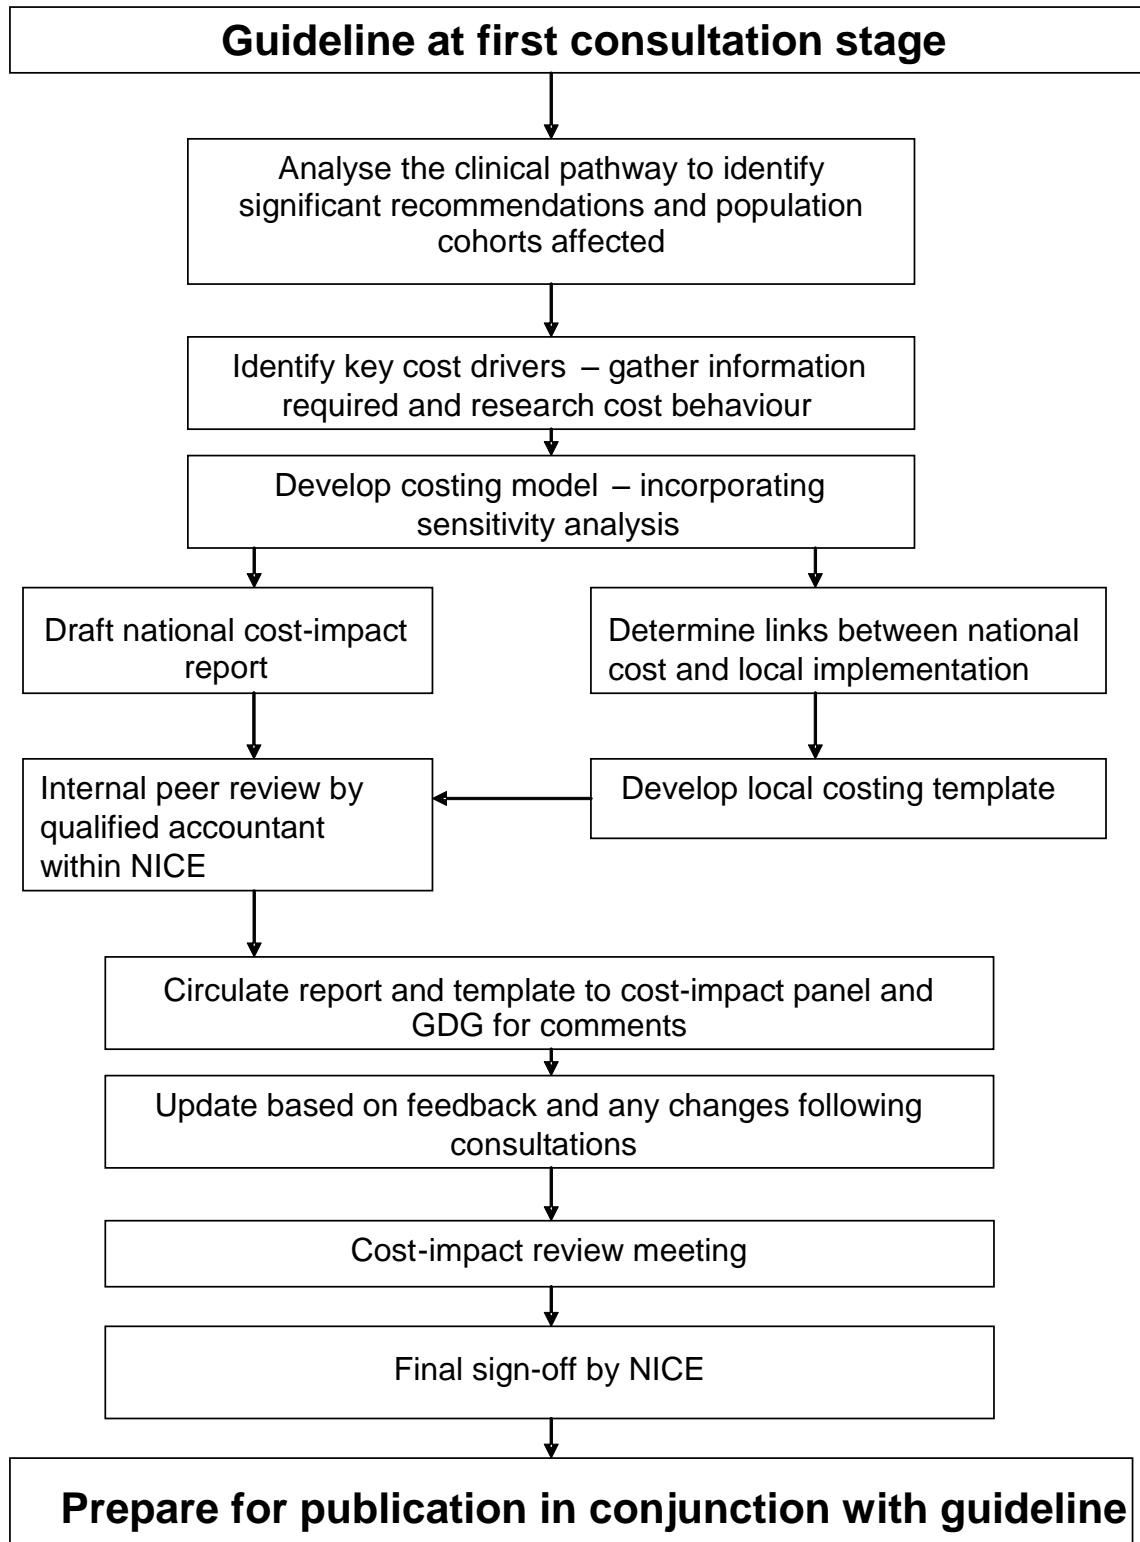 Guideline at first consultation stage
Analyse the clinical pathway to identify
significant recommendations and population
cohorts affected
Identify key cost drivers – gather information
required and research cost behaviour
Develop costing model – incorporating
sensitivity analysis
Draft national cost-impact
report
Determine links between national
cost and local implementation
Internal peer review by
qualified accountant
within NICE
Develop local costing template
Circulate report and template to cost-impact panel and
GDG for comments
Update based on feedback and any changes following
consultations
Cost-impact review meeting
Final sign-off by NICE
Prepare for publication in conjunction with guideline